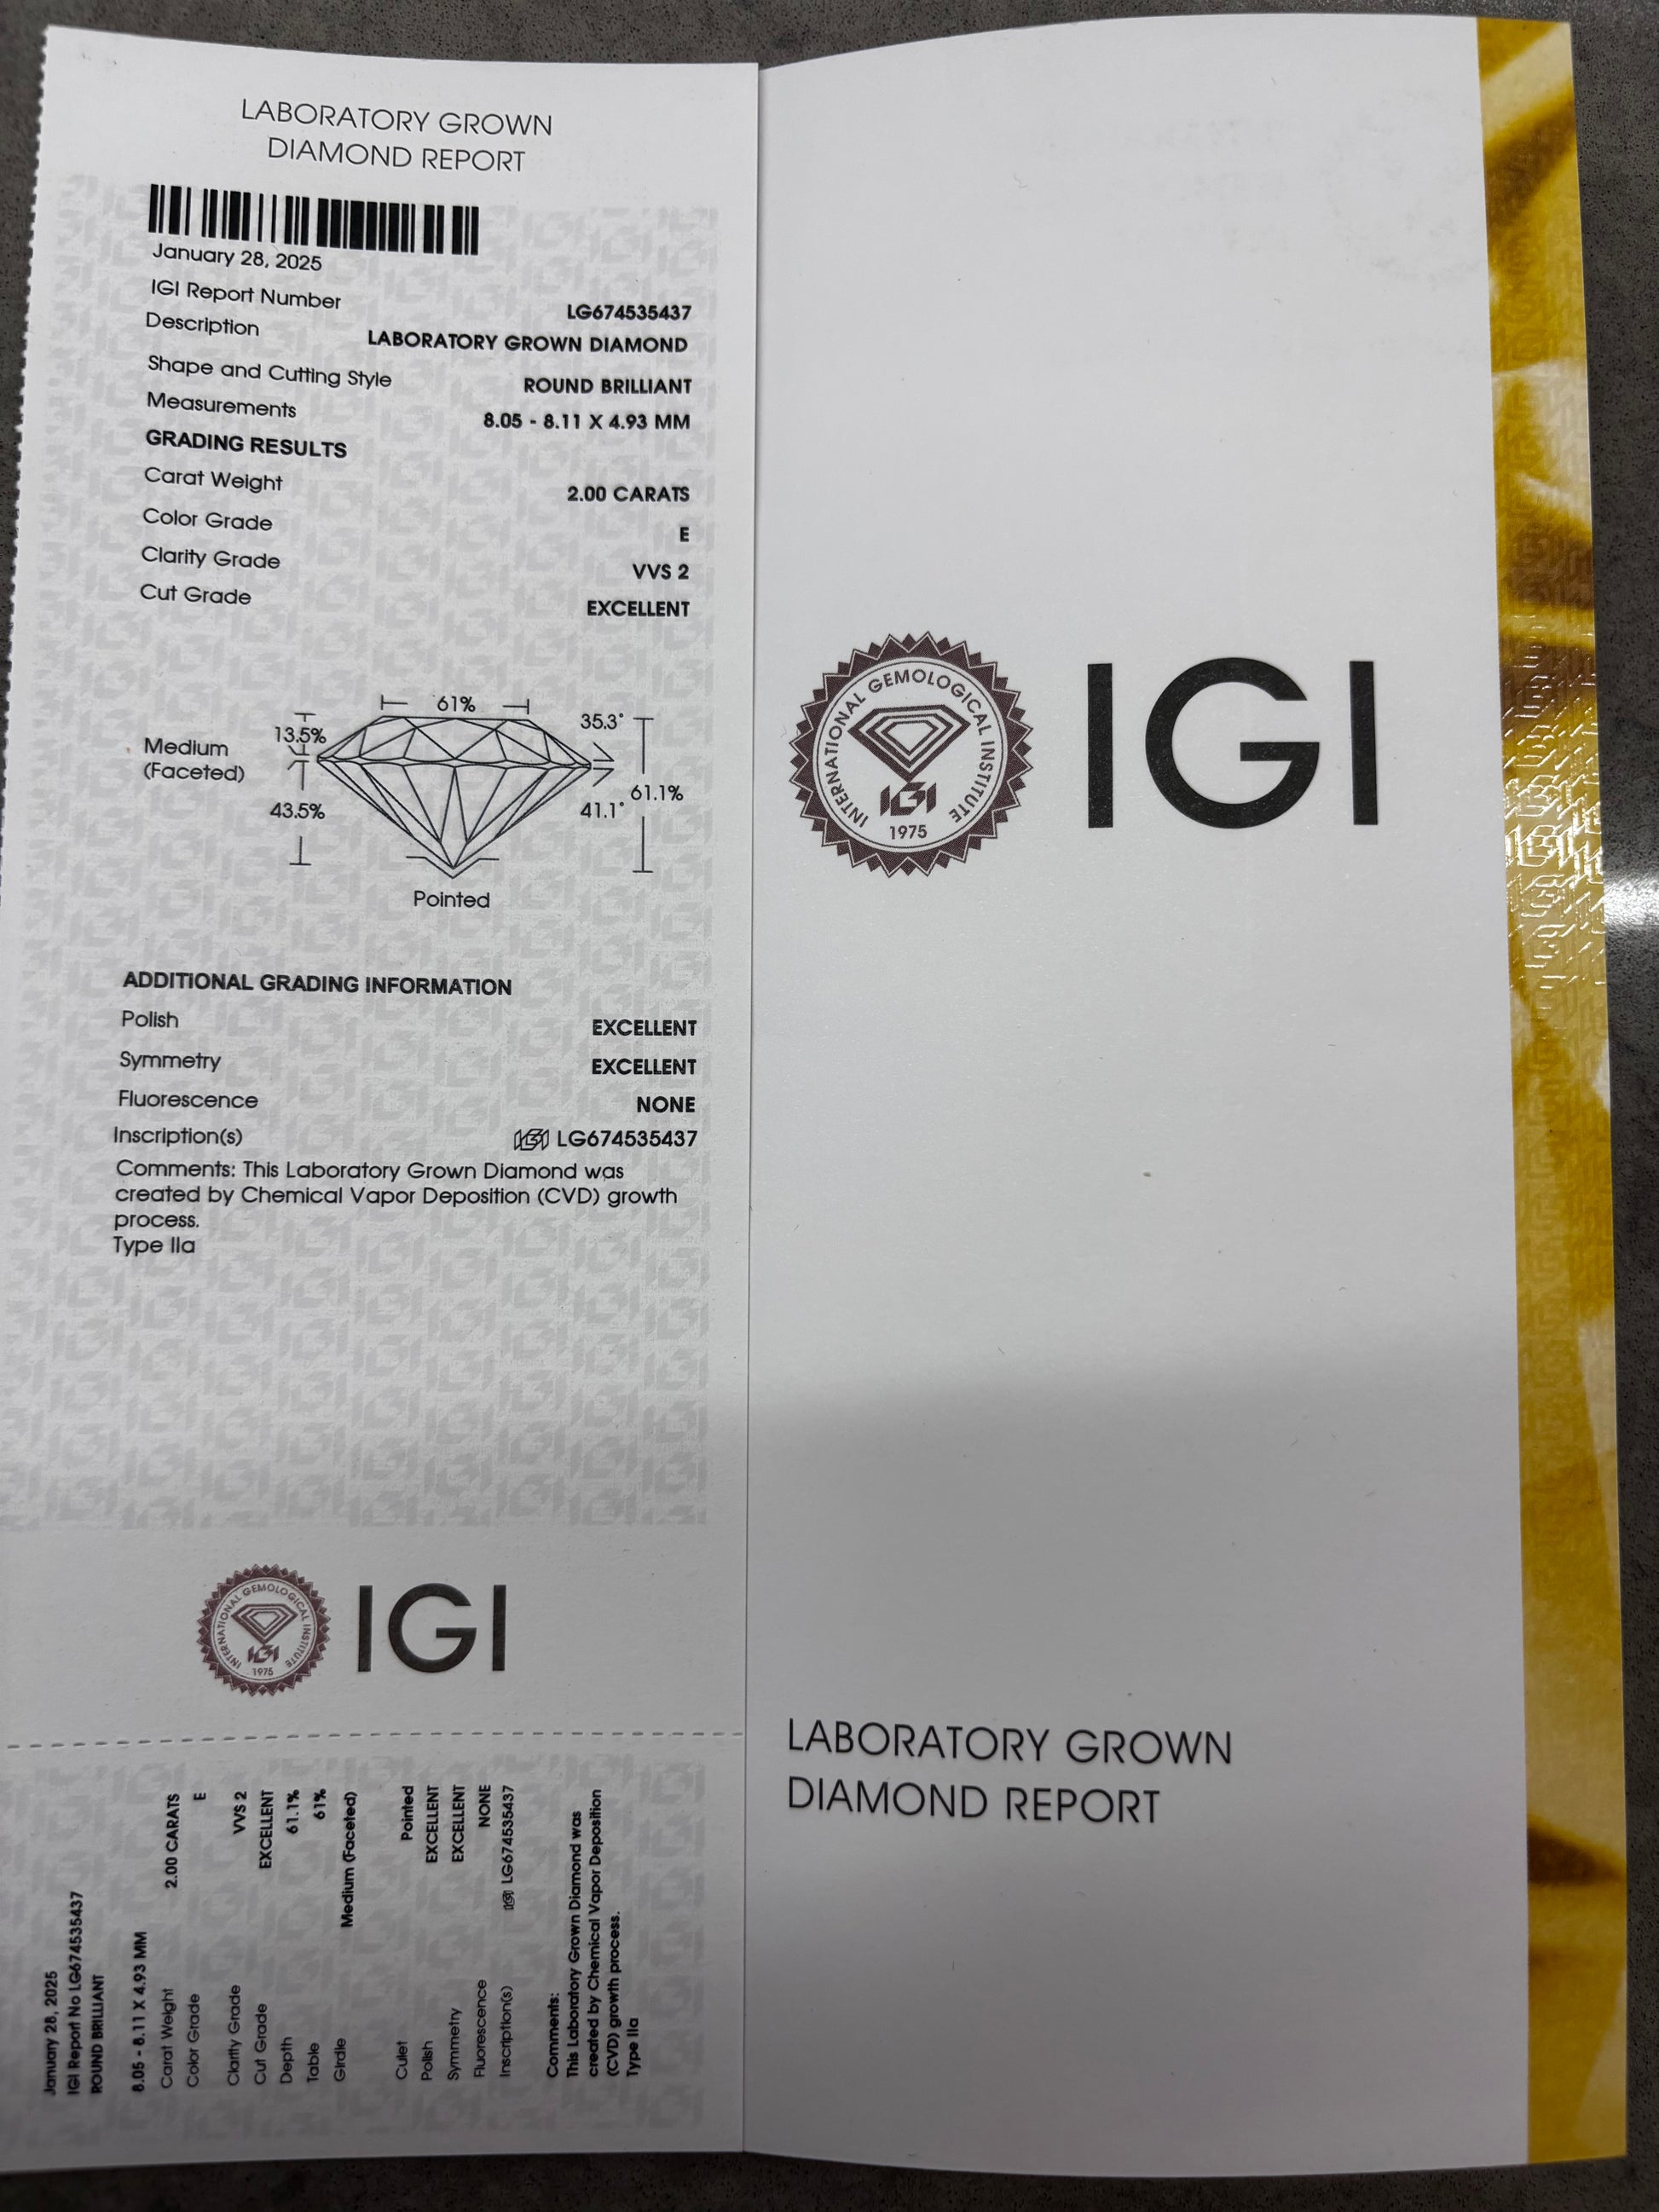 LABORATORY GROWN
DIAMOND REPORT
January 28, 2025
IGI Report Number LG674535437
Description LABORATORY GROWN DIAMOND
Shape and Cutting Style ROUND BRILLIANT
Measurements 8.05 - 8.11 X 4.93 MM
GRADING RESULTS
Carat Weight 2.00 CARATS
Color Grade E
Clarity Grade VVS 2
Cut Grade EXCELLENT
61%
13.5% 35.3°
Medium
(Faceted)
43.5% 41.1° 61.1%
Pointed
ADDITIONAL GRADING INFORMATION
Polish EXCELLENT
Symmetry EXCELLENT
Fluorescence NONE
Inscription(s) IGI LG674535437
Comments: This Laboratory Grown Diamond was
created by Chemical Vapor Deposition (CVD) growth
process.
Type IIa
INTERNATIONAL GEMOLOGICAL INSTITUTE
IGI
1975
IGI
January 28, 2025
IGI Report No LG674535437
ROUND BRILLIANT
8.05 - 8.11 X 4.93 MM
Carat Weight 2.00 CARATS
Color Grade E
Clarity Grade VVS 2
Cut Grade EXCELLENT
Depth 61.1%
Table 61%
Girdle Medium (Faceted)
Culet Pointed
Polish EXCELLENT
Symmetry EXCELLENT
Fluorescence NONE
Inscription(s) IGI LG674535437
Comments:
This Laboratory Grown Diamond was
created by Chemical Vapor Deposition
(CVD) growth process.
Type IIa
INTERNATIONAL GEMOLOGICAL INSTITUTE
IGI
1975
IGI
LABORATORY GROWN
DIAMOND REPORT